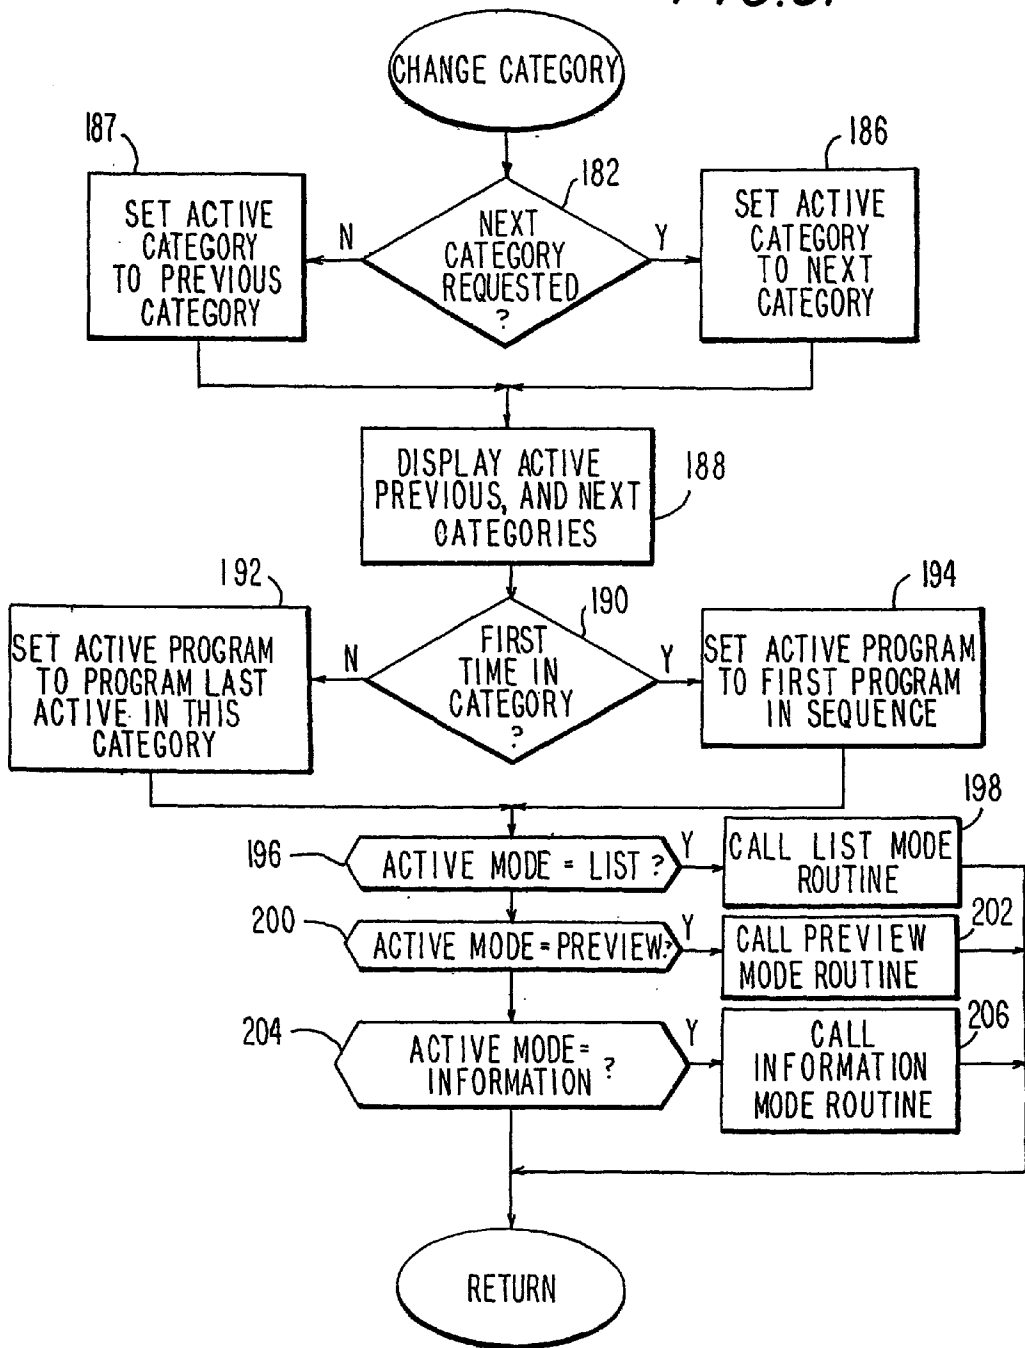 CHANGE CATEGORY
187
186
182
SET ACTIVE
CATEGORY
TO PREVIOUS
CATEGORY
N
NEXT
CATEGORY
REQUESTED
?
Y
SET ACTIVE
CATEGORY
TO NEXT
CATEGORY
DISPLAY ACTIVE
PREVIOUS, AND NEXT
CATEGORIES
188
192
190
194
SET ACTIVE PROGRAM
TO PROGRAM LAST
ACTIVE IN THIS
CATEGORY
N
FIRST
TIME IN
CATEGORY
?
Y
SET ACTIVE PROGRAM
TO FIRST PROGRAM
IN SEQUENCE
198
196
ACTIVE MODE = LIST ?
Y
CALL LIST MODE
ROUTINE
200
ACTIVE MODE = PREVIEW ?
Y
CALL PREVIEW
MODE ROUTINE
202
204
ACTIVE MODE =
INFORMATION ?
Y
CALL
INFORMATION
MODE ROUTINE
206
RETURN